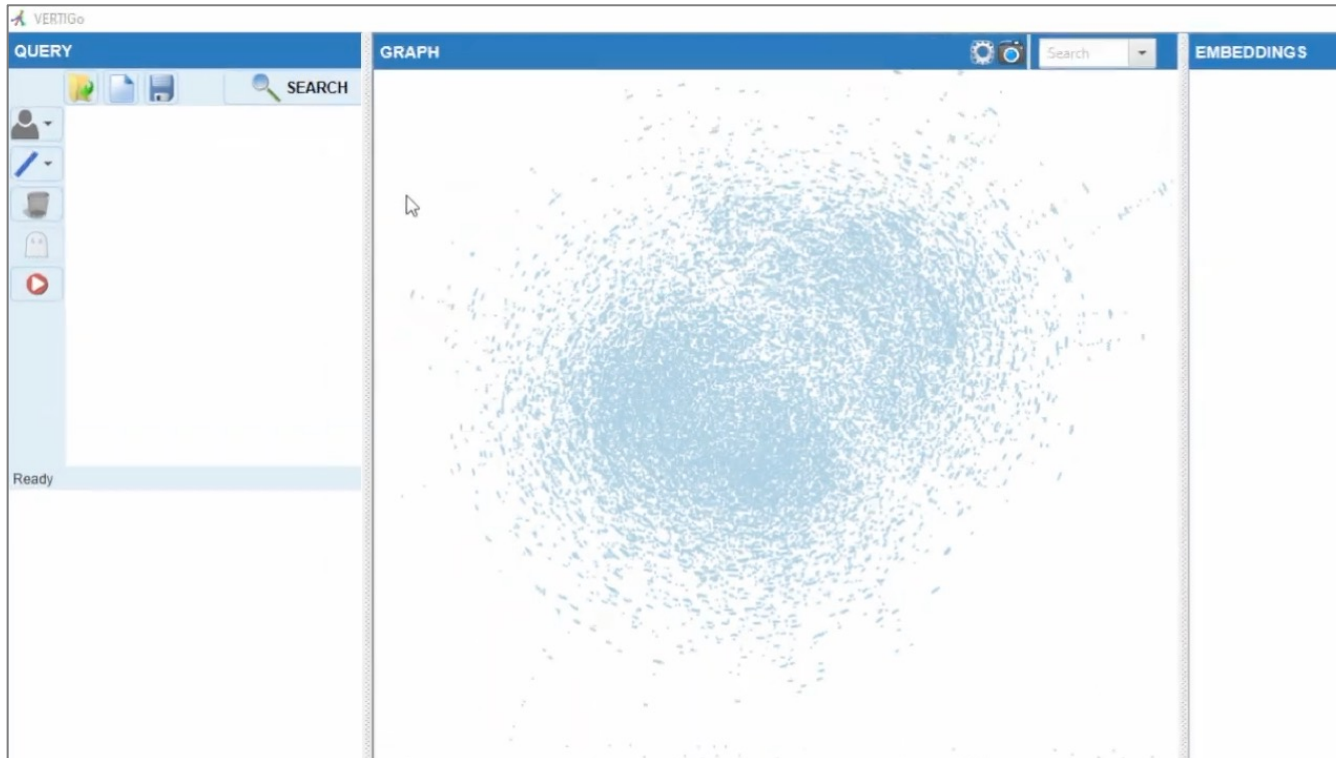 VERTIGo
QUERY
GRAPH
Search
EMBEDDINGS
SEARCH
Ready